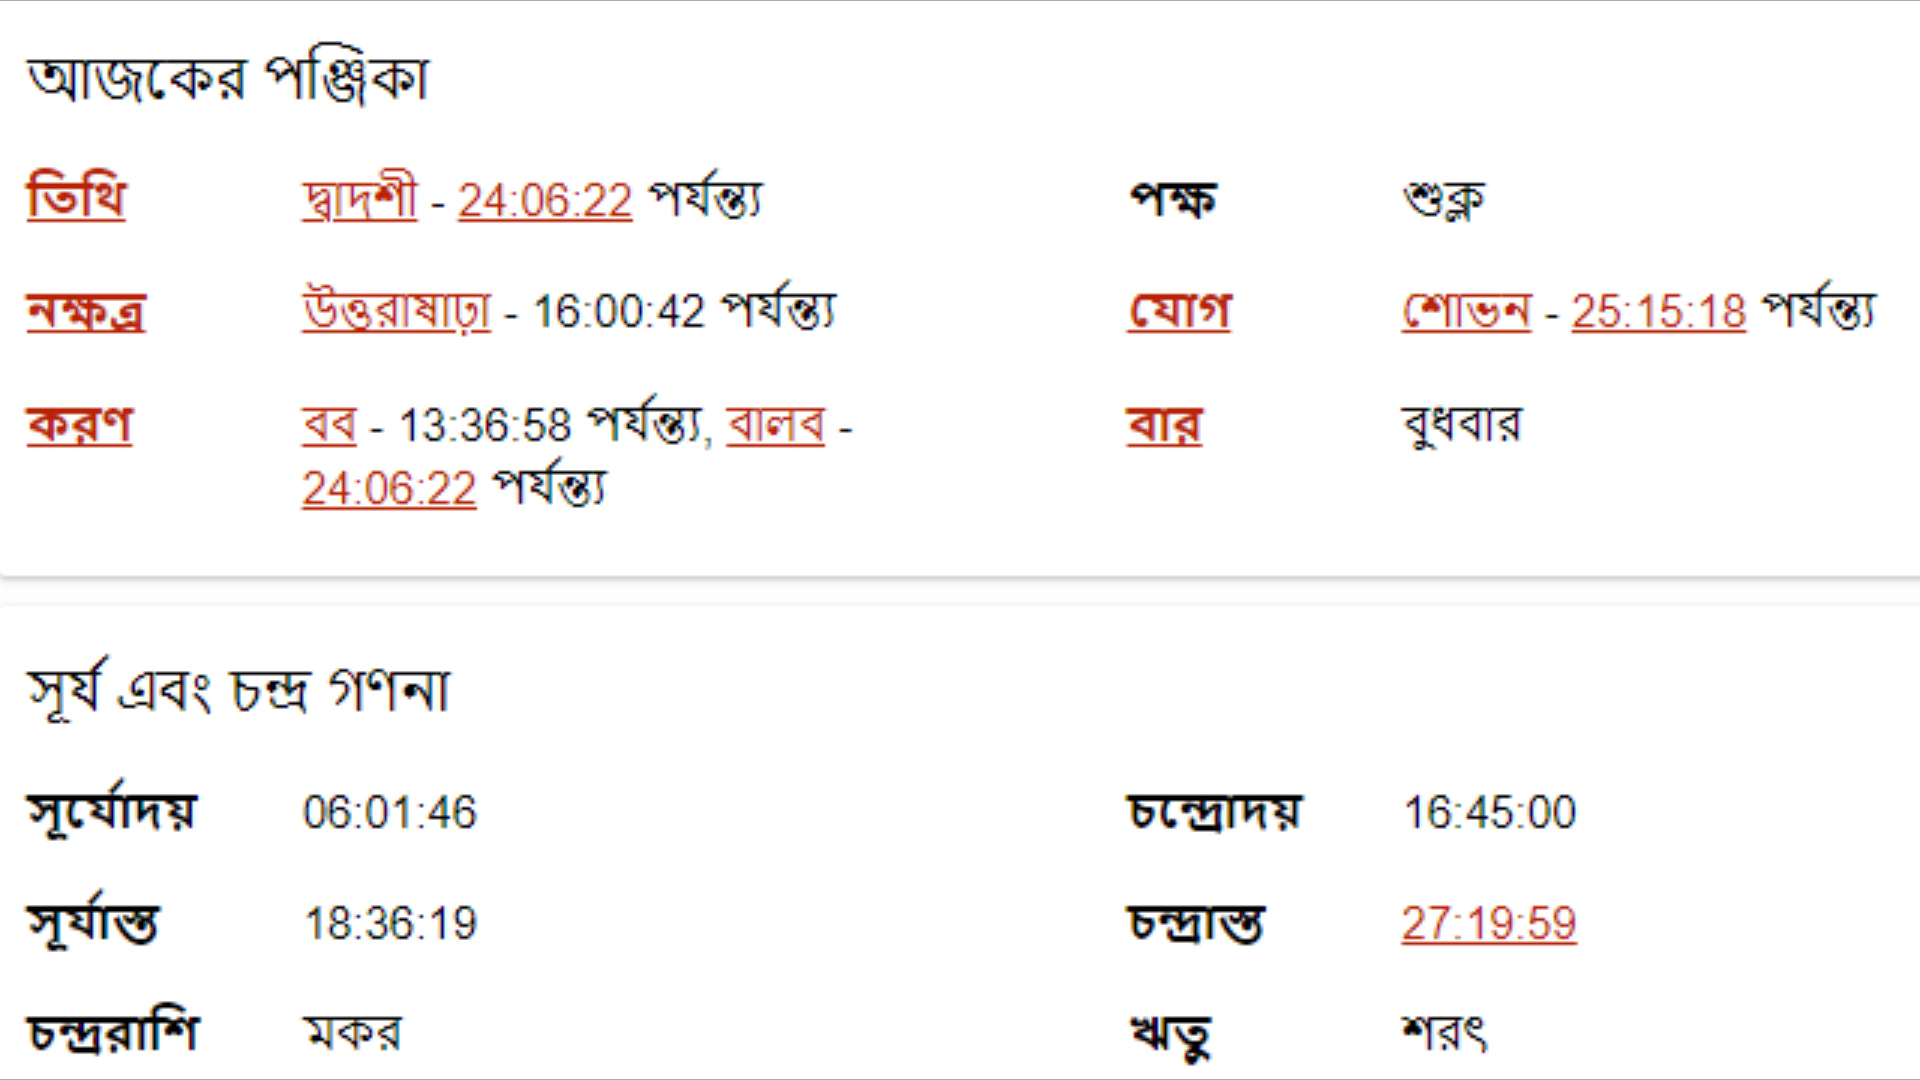 আজকের পঞ্জিকা
তিথি দ্বাদশী - 24:06:22 পর্যন্ত্য পক্ষ শুক্ল
নক্ষত্র উত্তরাষাঢ়া - 16:00:42 পর্যন্ত্য যোগ শোভন - 25:15:18 পর্যন্ত্য
করণ বব - 13:36:58 পর্যন্ত্য, বালব - বার বুধবার
24:06:22 পর্যন্ত্য
সূর্য এবং চন্দ্র গণনা
সূর্যোদয় 06:01:46 চন্দ্রোদয় 16:45:00
সূর্যাস্ত 18:36:19 চন্দ্রাস্ত 27:19:59
চন্দ্ররাশি মকর ঋতু শরৎ